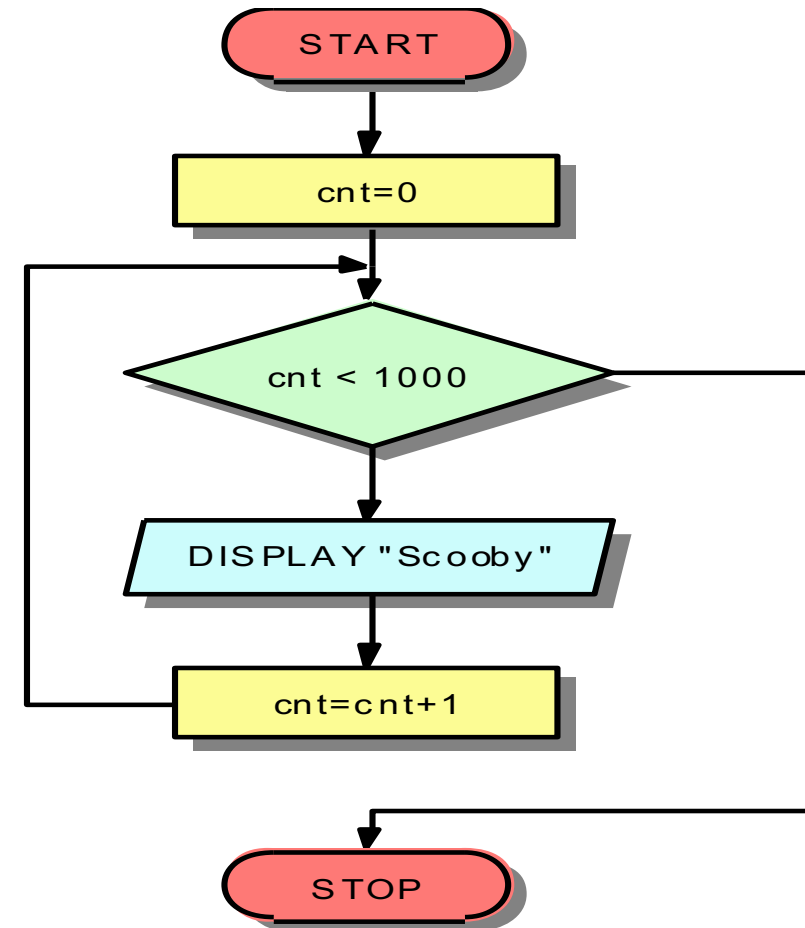 START
cnt=0
cnt < 1000
DISPLAY "Scooby"
cnt=cnt+1
STOP